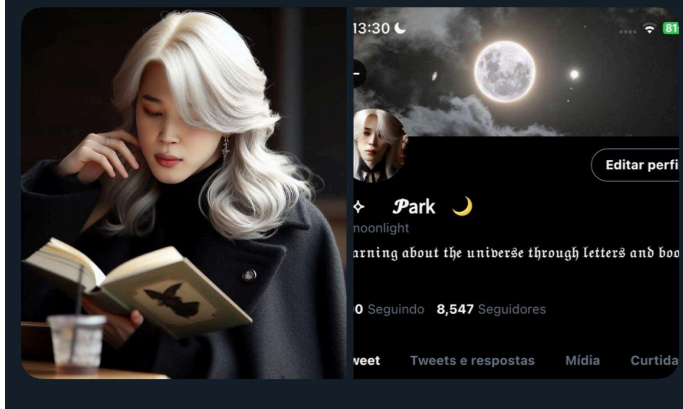 13:30
81
Editar perfi
𝓟ark 🌙
moonlight
arning about the universe through letters and boo
0 Seguindo 8,547 Seguidores
weet Tweets e respostas Mídia Curtida